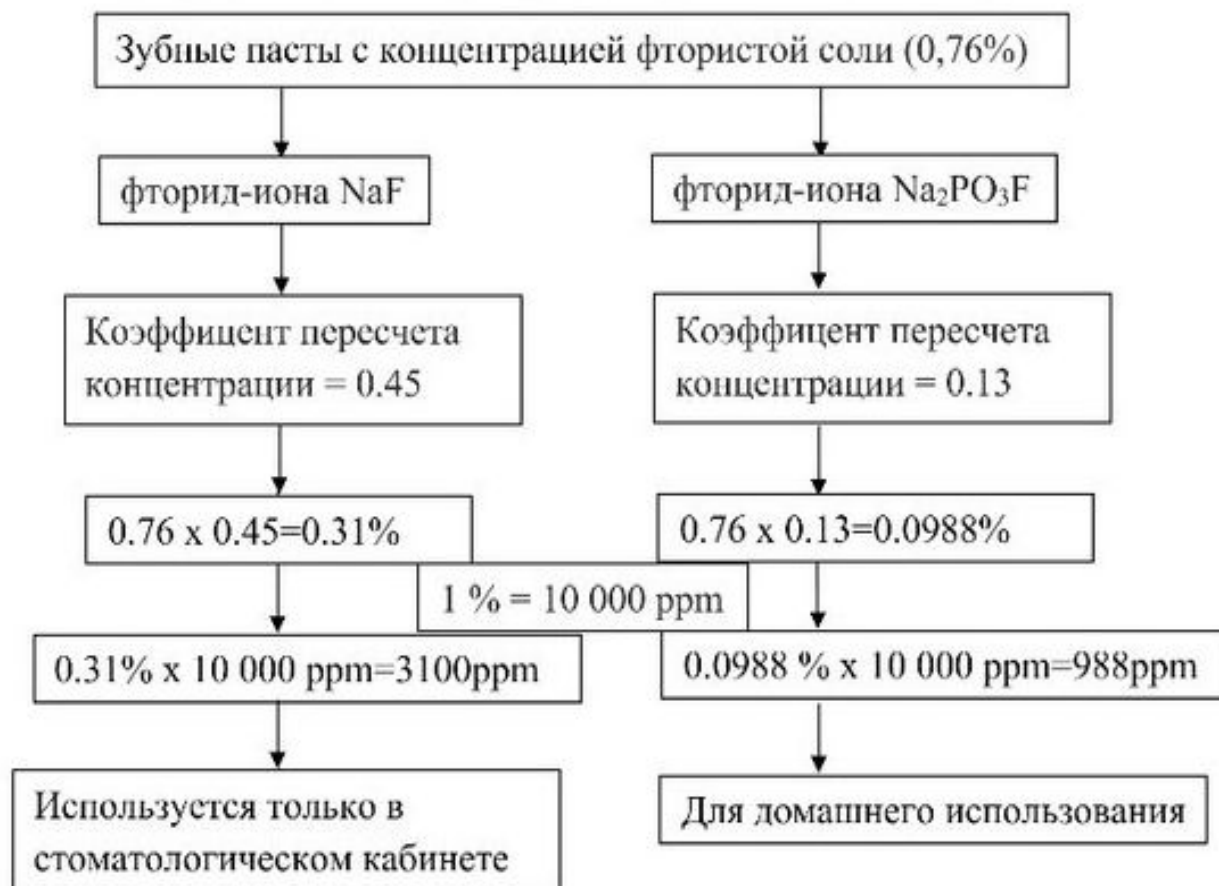 Зубные пасты с концентрацией фтористой соли (0,76%)
фторид-иона NaF
фторид-иона Na₂PO₃F
Коэффицент пересчета
концентрации = 0.45
Коэффицент пересчета
концентрации = 0.13
0.76 x 0.45=0.31%
0.76 x 0.13=0.0988%
1 % = 10 000 ppm
0.31% x 10 000 ppm=3100ppm
0.0988 % x 10 000 ppm=988ppm
Используется только в
стоматологическом кабинете
Для домашнего использования